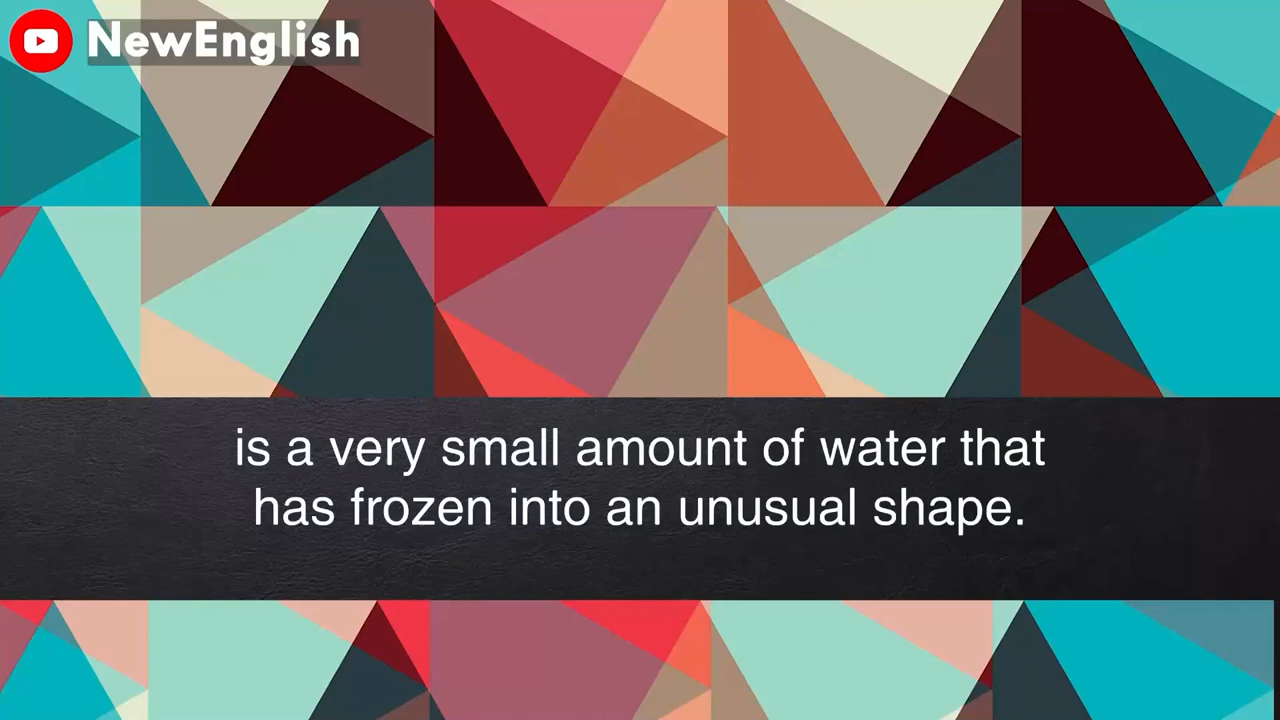 NewEnglish
is a very small amount of water that
has frozen into an unusual shape.